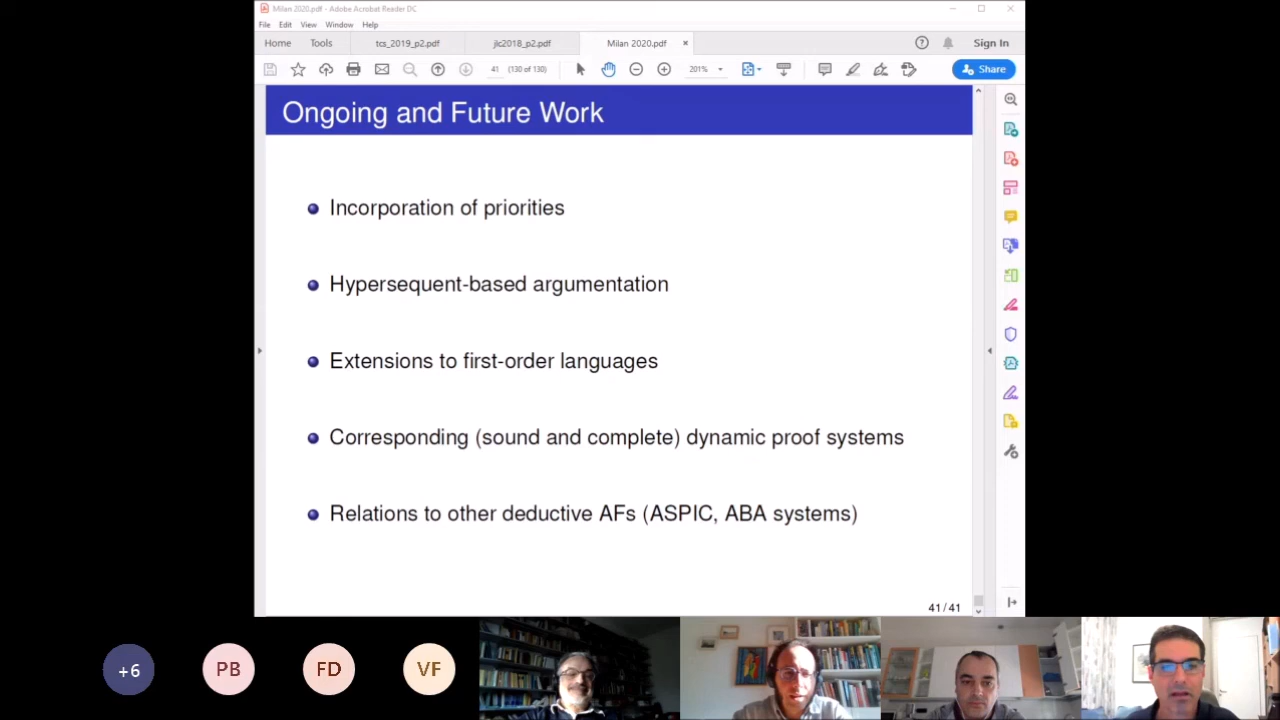 Milan 2020.pdf - Adobe Acrobat Reader DC
File Edit View Window Help
Home Tools tcs_2019_p2.pdf jlc2018_p2.pdf Milan 2020.pdf × Sign In
41 (130 of 130) 201% Share
Ongoing and Future Work
Incorporation of priorities
Hypersequent-based argumentation
Extensions to first-order languages
Corresponding (sound and complete) dynamic proof systems
Relations to other deductive AFs (ASPIC, ABA systems)
41/41
+6 PB FD VF